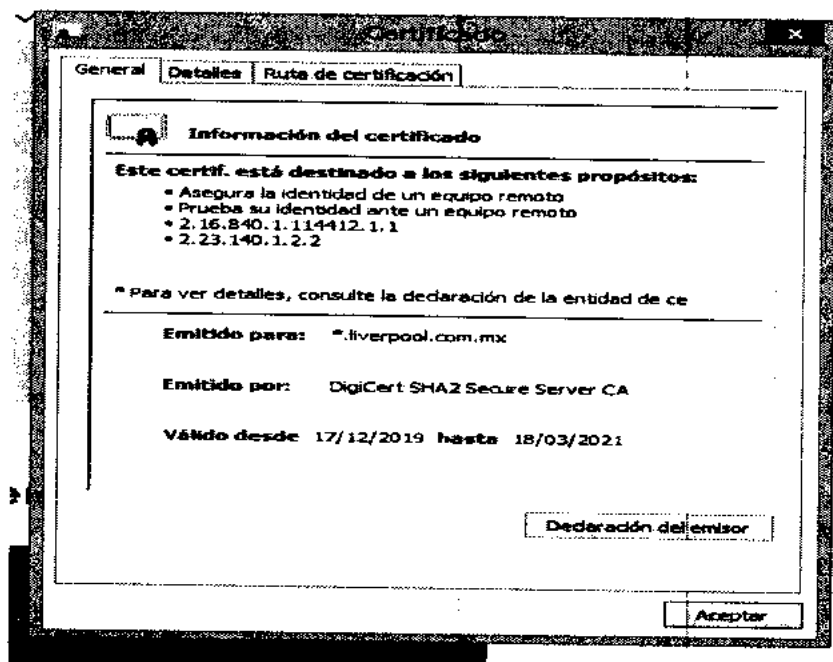 Certificado
General Detalles Ruta de certificación
Información del certificado
Este certif. está destinado a los siguientes propósitos:
• Asegura la identidad de un equipo remoto
• Prueba su identidad ante un equipo remoto
• 2.16.840.1.114412.1.1
• 2.23.140.1.2.2
* Para ver detalles, consulte la declaración de la entidad de ce
Emitido para: *.liverpool.com.mx
Emitido por: DigiCert SHA2 Secure Server CA
Válido desde 17/12/2019 hasta 18/03/2021
Declaración del emisor
Aceptar